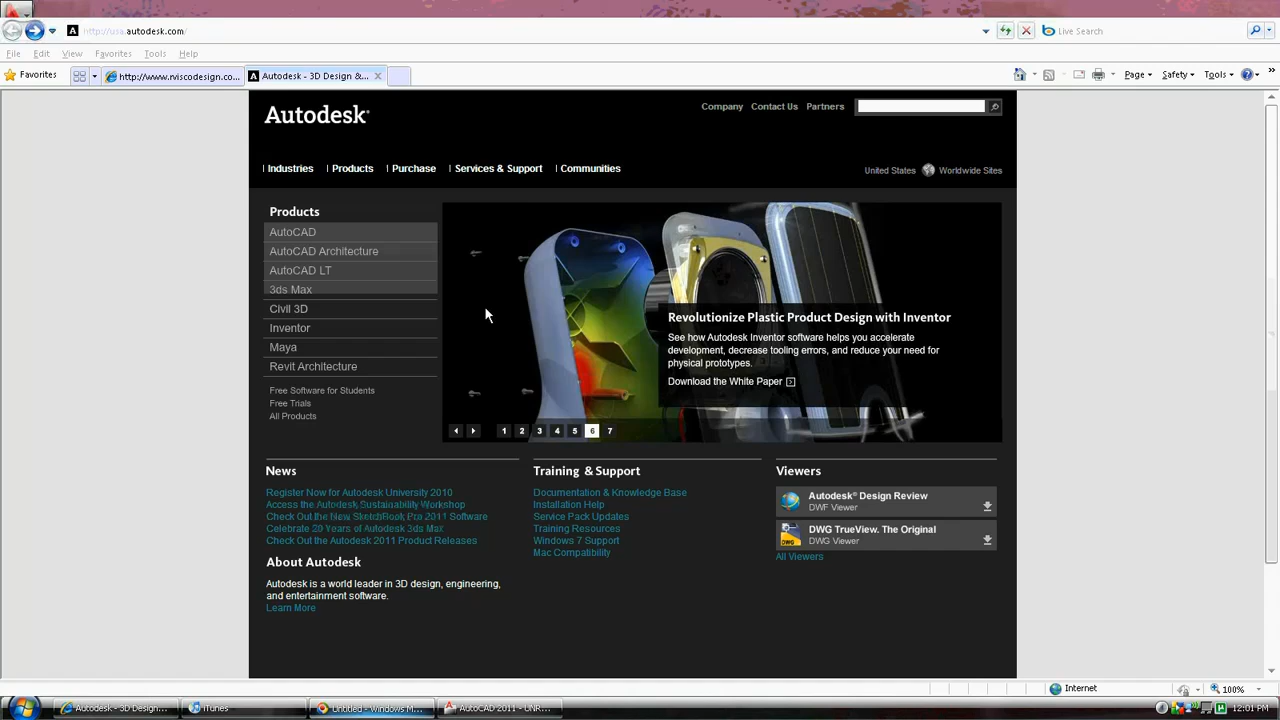 http://usa.autodesk.com/
Live Search
File Edit View Favorites Tools Help
Favorites
http://www.rviscodesign.co...
Autodesk - 3D Design &...
Page Safety Tools
Autodesk®
Company Contact Us Partners
Industries Products Purchase Services & Support Communities
United States Worldwide Sites
Products
AutoCAD
AutoCAD Architecture
AutoCAD LT
3ds Max
Civil 3D
Inventor
Maya
Revit Architecture
Free Software for Students
Free Trials
All Products
Revolutionize Plastic Product Design with Inventor
See how Autodesk Inventor software helps you accelerate
development, decrease tooling errors, and reduce your need for
physical prototypes.
Download the White Paper
1 2 3 4 5 6 7
News
Register Now for Autodesk University 2010
Access the Autodesk Sustainability Workshop
Check Out the New SketchBook Pro 2011 Software
Celebrate 20 Years of Autodesk 3ds Max
Check Out the Autodesk 2011 Product Releases
About Autodesk
Autodesk is a world leader in 3D design, engineering,
and entertainment software.
Learn More
Training & Support
Documentation & Knowledge Base
Installation Help
Service Pack Updates
Training Resources
Windows 7 Support
Mac Compatibility
Viewers
Autodesk® Design Review
DWF Viewer
DWG TrueView. The Original
DWG
DWG Viewer
All Viewers
Internet
100%
Autodesk - 3D Design...
iTunes
Untitled - Windows M...
AutoCAD 2011 - UNR...
12:01 PM